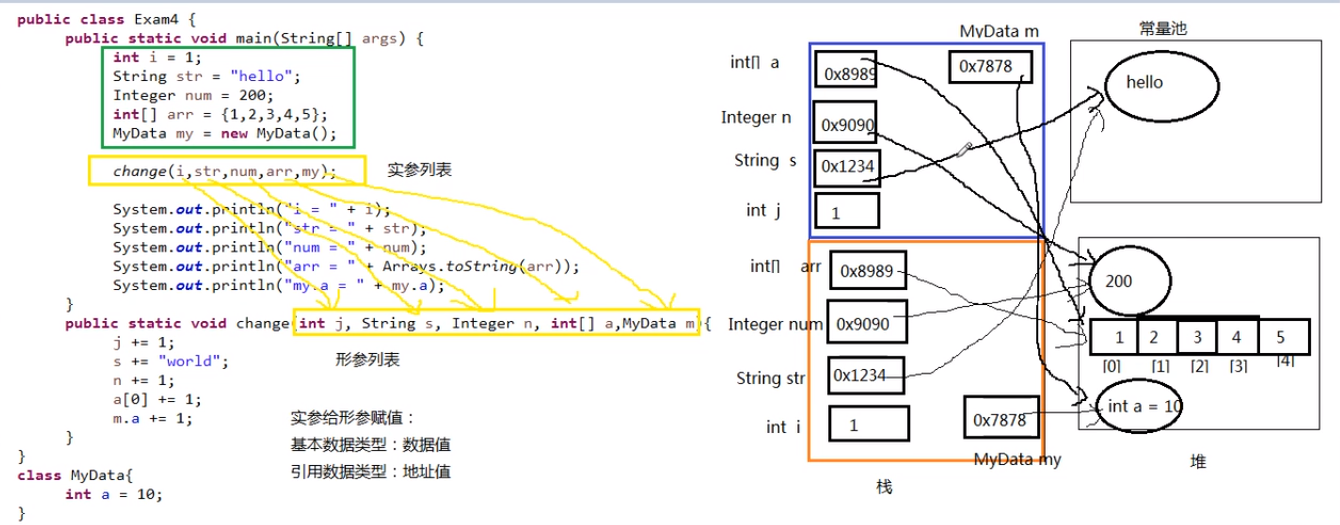 public class Exam4 {
public static void main(String[] args) {
int i = 1;
String str = "hello";
Integer num = 200;
int[] arr = {1,2,3,4,5};
MyData my = new MyData();
change(i,str,num,arr,my);
实参列表
System.out.println("i = " + i);
System.out.println("str = " + str);
System.out.println("num = " + num);
System.out.println("arr = " + Arrays.toString(arr));
System.out.println("my.a = " + my.a);
}
public static void change(int j, String s, Integer n, int[] a,MyData m){
j += 1;
s += "world";
n += 1;
a[0] += 1;
m.a += 1;
}
}
class MyData{
int a = 10;
}
形参列表
实参给形参赋值：
基本数据类型：数据值
引用数据类型：地址值
MyData m
int[] a
0x8989
0x7878
Integer n
0x9090
String s
0x1234
int j
1
int[] arr
0x8989
Integer num
0x9090
String str
0x1234
int i
1
0x7878
MyData my
栈
常量池
hello
200
1 2 3 4 5
[0] [1] [2] [3] [4]
int a = 10
堆